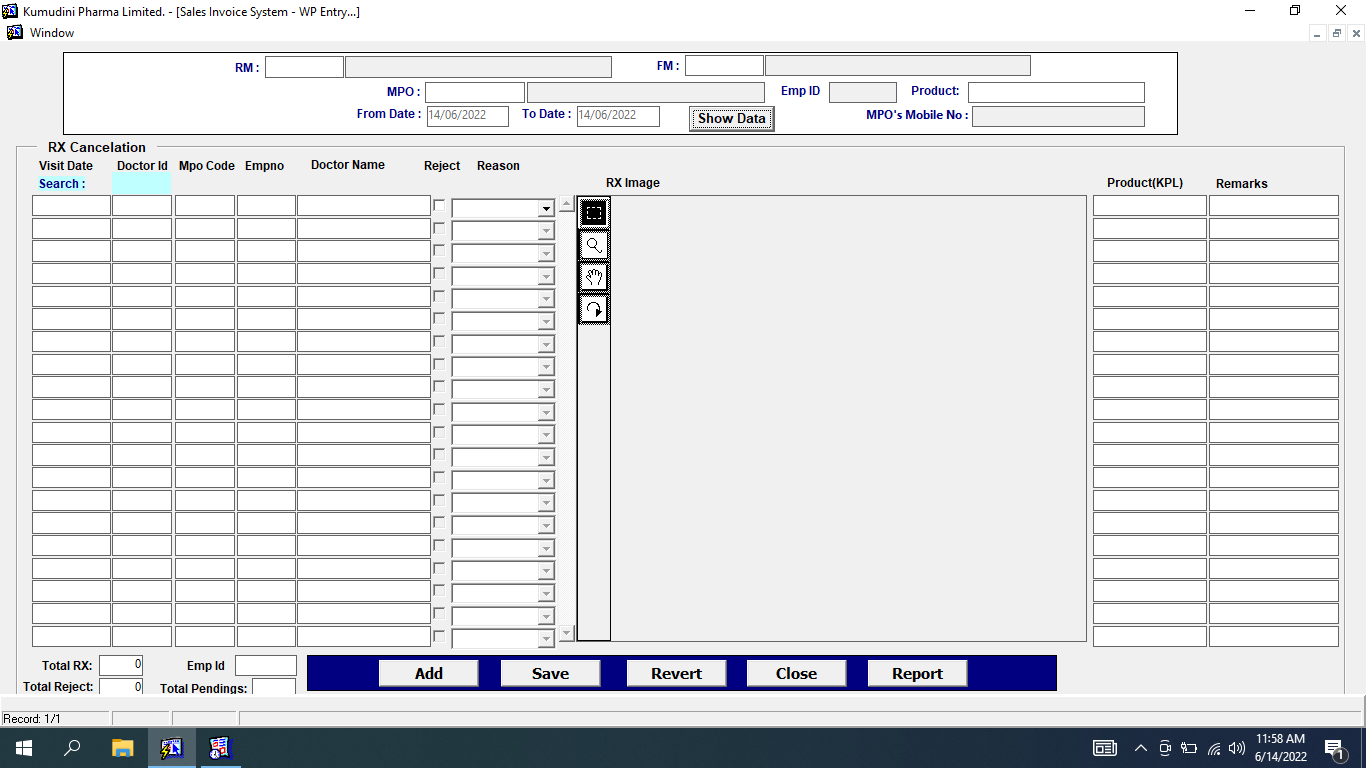 Kumudini Pharma Limited. - [Sales Invoice System - WP Entry...]
Window
RM : FM :
MPO : Emp ID Product:
From Date : 14/06/2022 To Date : 14/06/2022 Show Data MPO's Mobile No :
RX Cancelation
Visit Date Doctor Id Mpo Code Empno Doctor Name Reject Reason
Search : RX Image Product(KPL) Remarks
Total RX: 0 Emp Id Add Save Revert Close Report
Total Reject: 0 Total Pendings:
Record: 1/1
11:58 AM
6/14/2022
1